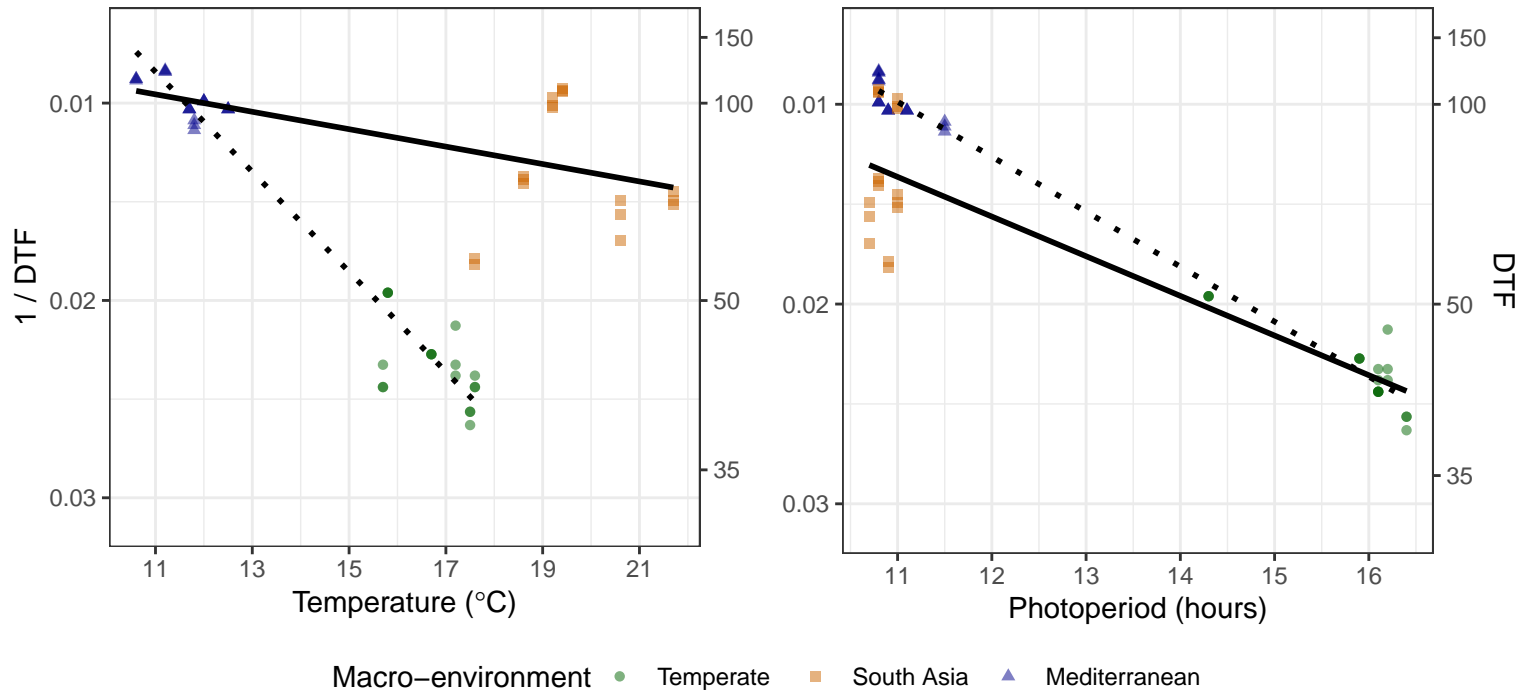 1 / DTF
0.01
0.02
0.03
150
100
50
35
11 13 15 17 19 21
Temperature (°C)
0.01
0.02
0.03
150
100
50
35
DTF
11 12 13 14 15 16
Photoperiod (hours)
Macro−environment Temperate South Asia Mediterranean